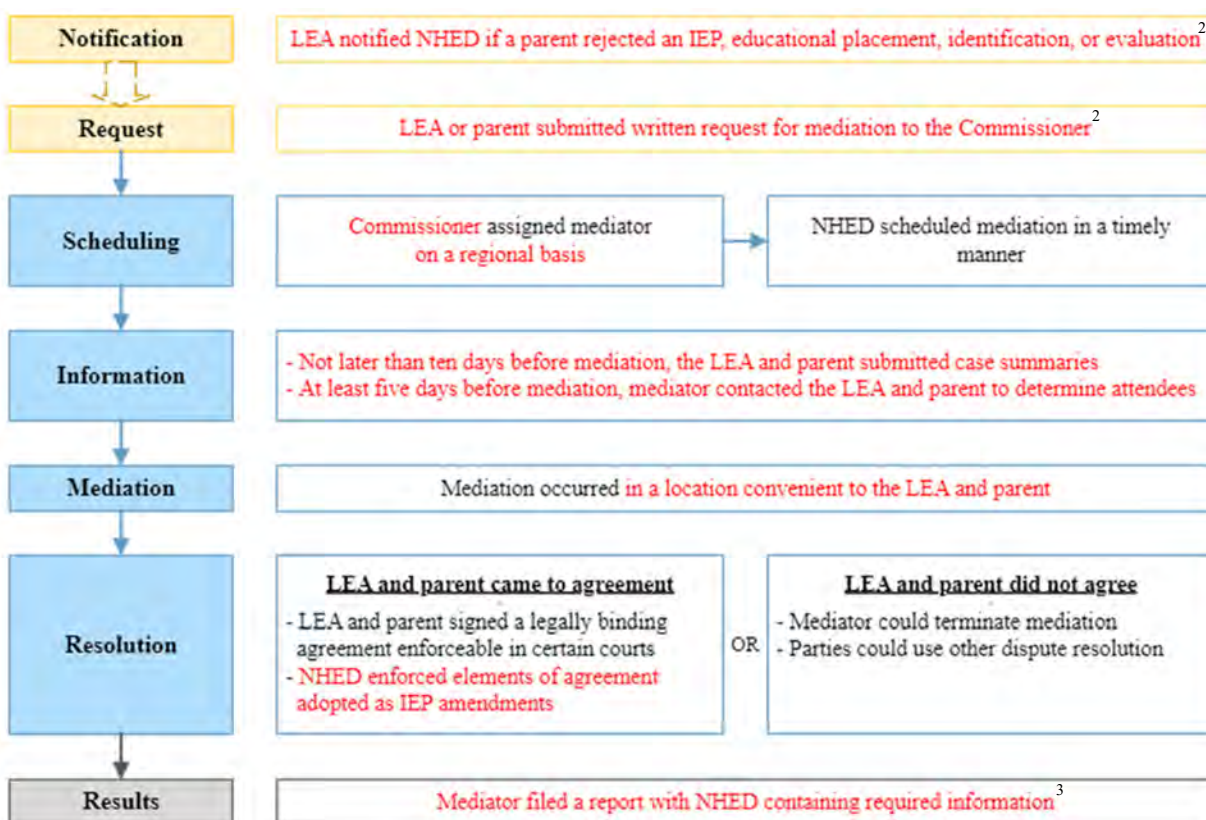 Notification
LEA notified NHED if a parent rejected an IEP, educational placement, identification, or evaluation2
Request
LEA or parent submitted written request for mediation to the Commissioner2
Scheduling
Commissioner assigned mediator
on a regional basis
NHED scheduled mediation in a timely
manner
Information
- Not later than ten days before mediation, the LEA and parent submitted case summaries
- At least five days before mediation, mediator contacted the LEA and parent to determine attendees
Mediation
Mediation occurred in a location convenient to the LEA and parent
Resolution
LEA and parent came to agreement
- LEA and parent signed a legally binding
agreement enforceable in certain courts
- NHED enforced elements of agreement
adopted as IEP amendments
OR
LEA and parent did not agree
- Mediator could terminate mediation
- Parties could use other dispute resolution
Results
Mediator filed a report with NHED containing required information3